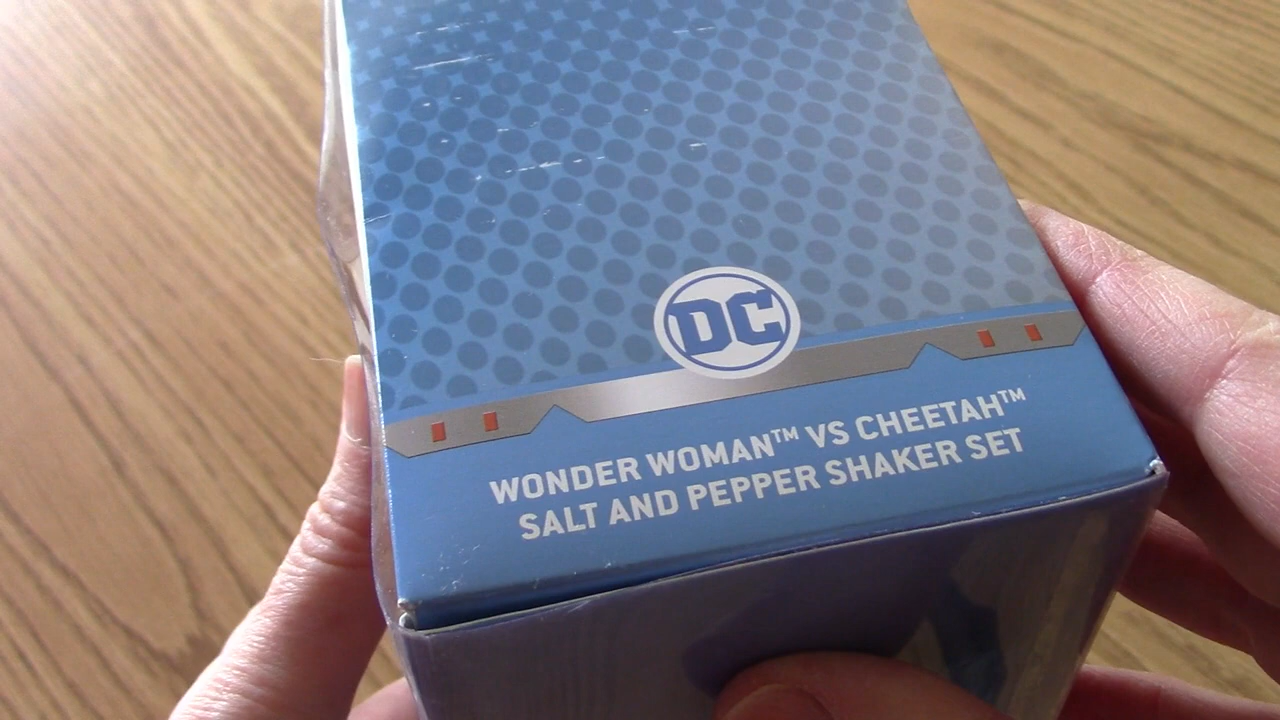 DC
WONDER WOMAN™ VS CHEETAH™
SALT AND PEPPER SHAKER SET